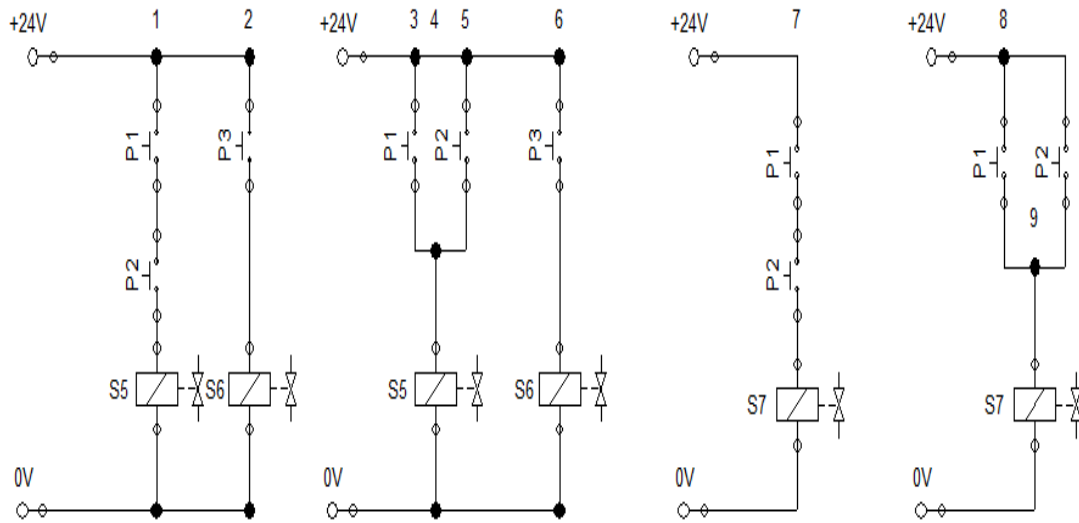 +24V 1 2 +24V 3 4 5 6 +24V 7 +24V 8
P1 P3 P1 P2 P3 P1 P1 P2
9
P2 P2
S5 S6 S5 S6 S7 S7
0V 0V 0V 0V